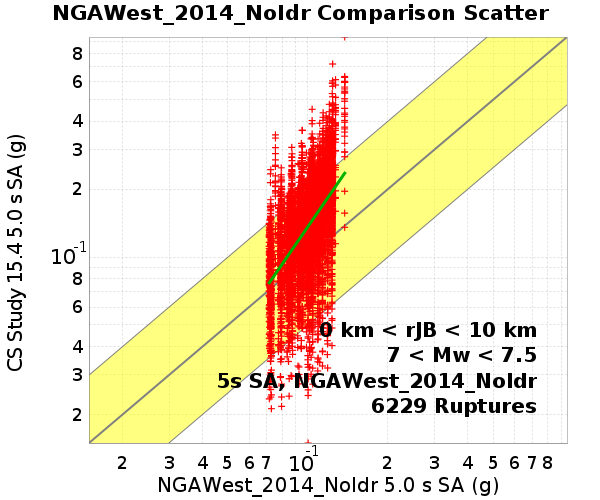 NGAWest_2014_NoIdr Comparison Scatter
CS Study 15.4 5.0 s SA (g)
8
6
4
3
2
10-1
8
6
4
3
2
0 km < rJB < 10 km
7 < Mw < 7.5
5s SA, NGAWest_2014_NoIdr
6229 Ruptures
2 3 4 5 6 7 10-1 2 3 4 5 6 7 8
NGAWest_2014_NoIdr 5.0 s SA (g)